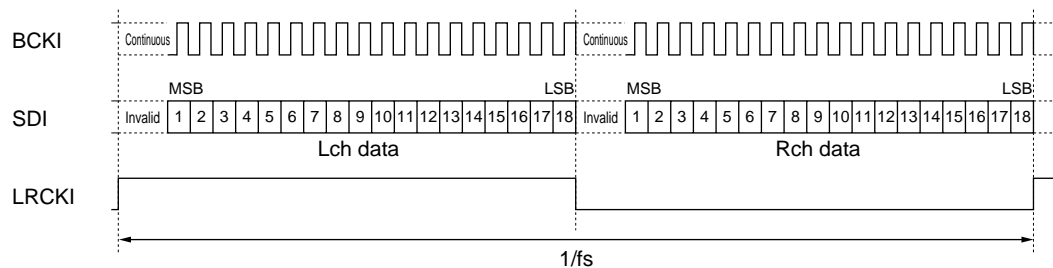 BCKI
Continuous
Continuous
MSB
LSB
MSB
LSB
SDI
Invalid 1 2 3 4 5 6 7 8 9 10 11 12 13 14 15 16 17 18
Invalid 1 2 3 4 5 6 7 8 9 10 11 12 13 14 15 16 17 18
Lch data
Rch data
LRCKI
1/fs